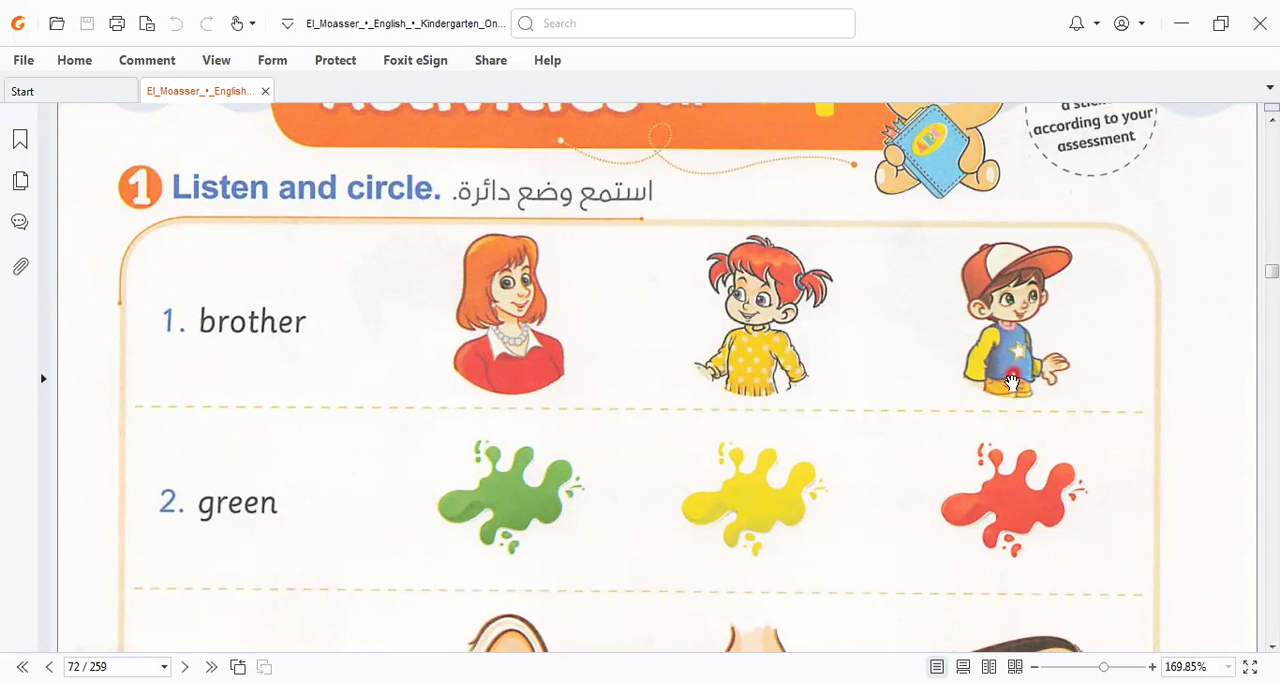 El_Moasser_•_English_-_Kindergarten_On...
Search
File Home Comment View Form Protect Foxit eSign Share Help
Start
El_Moasser_•_English...
according to your
assessment
ABC
1 Listen and circle. استمع وضع دائرة.
1. brother
2. green
72 / 259
169.85%